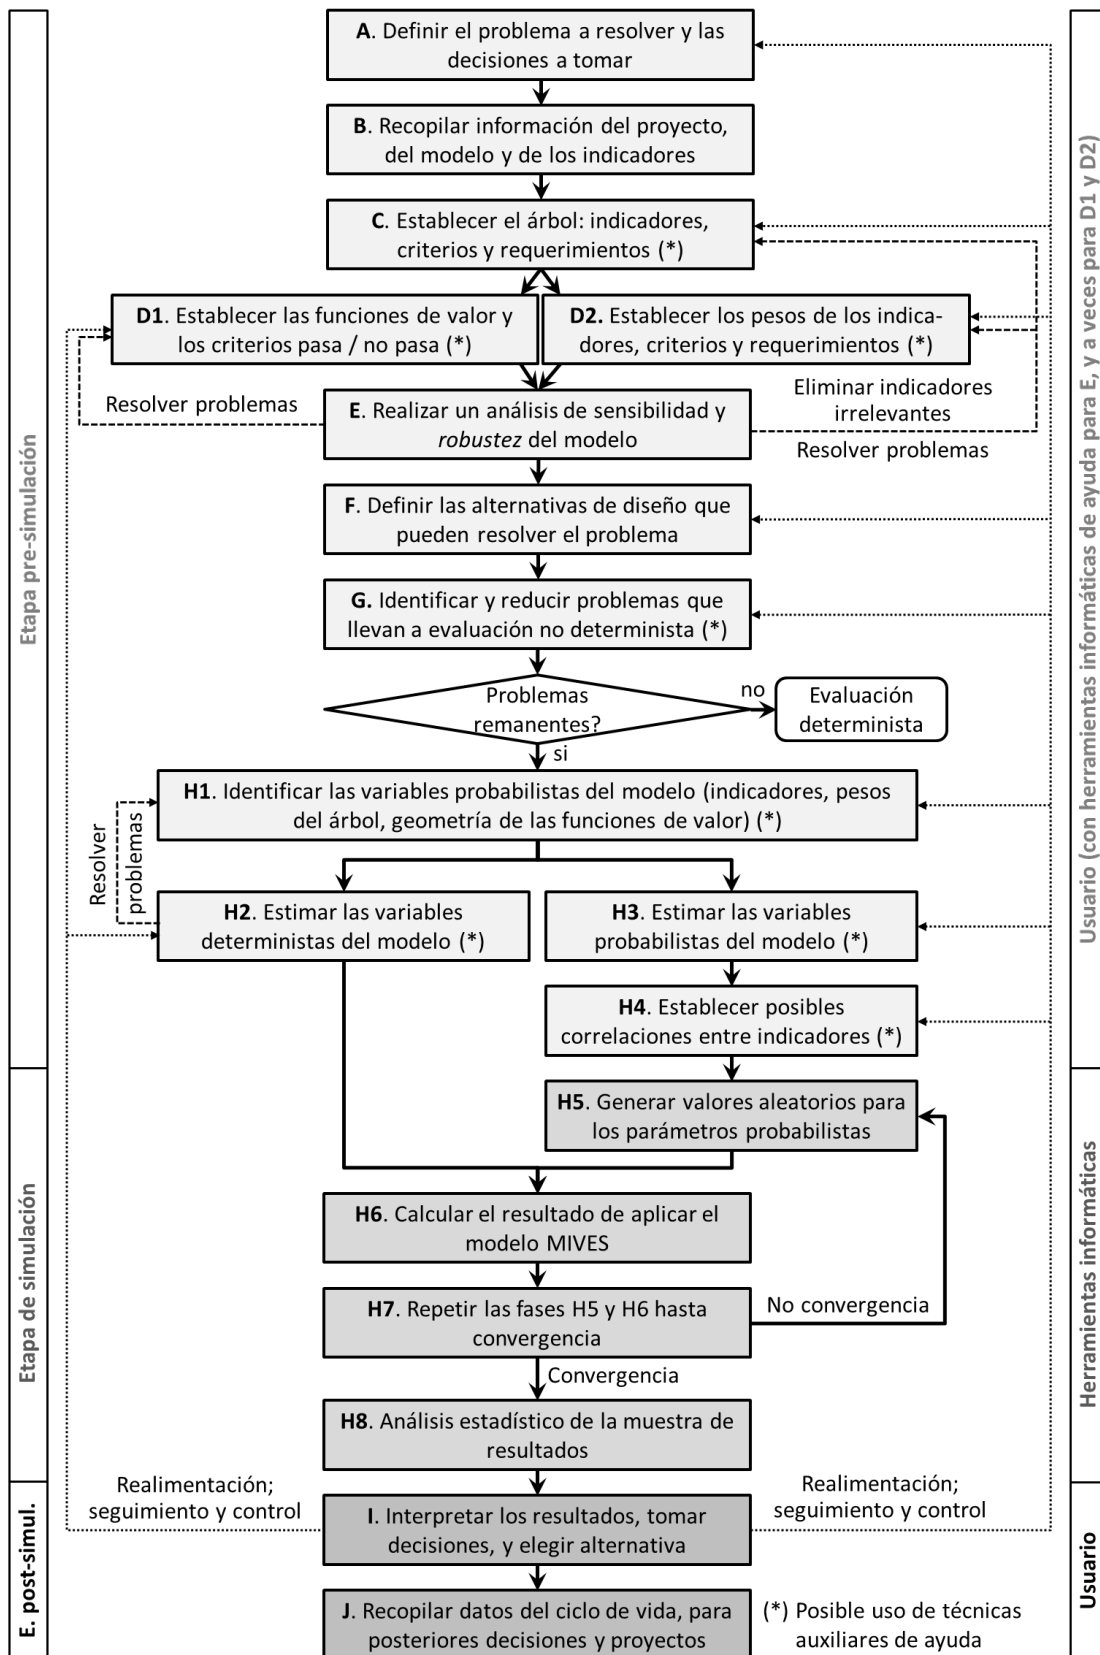 A. Definir el problema a resolver y las
decisiones a tomar
B. Recopilar información del proyecto,
del modelo y de los indicadores
C. Establecer el árbol: indicadores,
criterios y requerimientos (*)
D1. Establecer las funciones de valor y
los criterios pasa / no pasa (*)
D2. Establecer los pesos de los indica-
dores, criterios y requerimientos (*)
Resolver problemas
E. Realizar un análisis de sensibilidad y
robustez del modelo
Eliminar indicadores
irrelevantes
Resolver problemas
F. Definir las alternativas de diseño que
pueden resolver el problema
G. Identificar y reducir problemas que
llevan a evaluación no determinista (*)
Problemas
remanentes?
no
Evaluación
determinista
si
H1. Identificar las variables probabilistas del modelo (indicadores, pesos
del árbol, geometría de las funciones de valor) (*)
Resolver
problemas
H2. Estimar las variables
deterministas del modelo (*)
H3. Estimar las variables
probabilistas del modelo (*)
H4. Establecer posibles
correlaciones entre indicadores (*)
H5. Generar valores aleatorios para
los parámetros probabilistas
H6. Calcular el resultado de aplicar el
modelo MIVES
H7. Repetir las fases H5 y H6 hasta
convergencia
No convergencia
Convergencia
H8. Análisis estadístico de la muestra de
resultados
Realimentación;
seguimiento y control
I. Interpretar los resultados, tomar
decisiones, y elegir alternativa
Realimentación;
seguimiento y control
J. Recopilar datos del ciclo de vida, para
posteriores decisiones y proyectos
(*) Posible uso de técnicas
auxiliares de ayuda
Etapa pre-simulación
Etapa de simulación
E. post-simul.
Usuario (con herramientas informáticas de ayuda para E, y a veces para D1 y D2)
Herramientas informáticas
Usuario